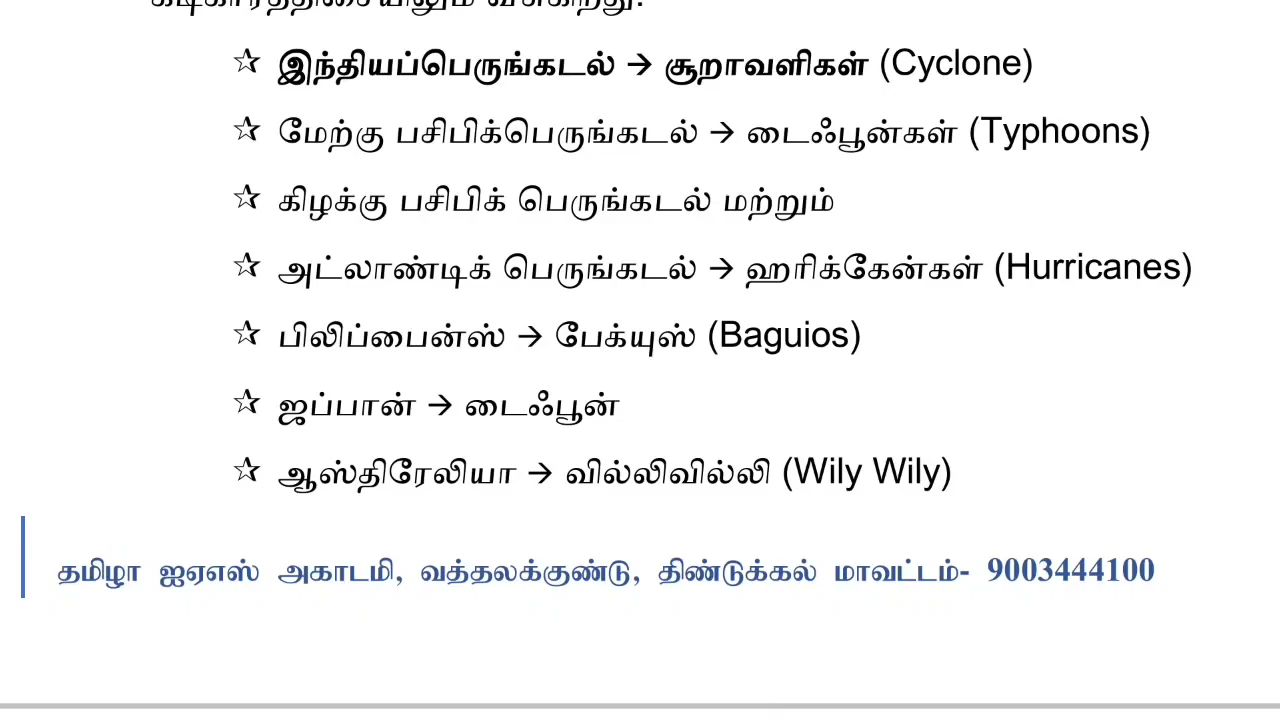 ☆ இந்தியப்பெருங்கடல் → சூறாவளிகள் (Cyclone)
☆ மேற்கு பசிபிக்பெருங்கடல் → டைஃபூன்கள் (Typhoons)
☆ கிழக்கு பசிபிக் பெருங்கடல் மற்றும்
☆ அட்லாண்டிக் பெருங்கடல் → ஹரிக்கேன்கள் (Hurricanes)
☆ பிலிப்பைன்ஸ் → பேக்யுஸ் (Baguios)
☆ ஜப்பான் → டைஃபூன்
☆ ஆஸ்திரேலியா → வில்லிவில்லி (Wily Wily)
தமிழா ஐஏஎஸ் அகாடமி, வத்தலக்குண்டு, திண்டுக்கல் மாவட்டம்- 9003444100